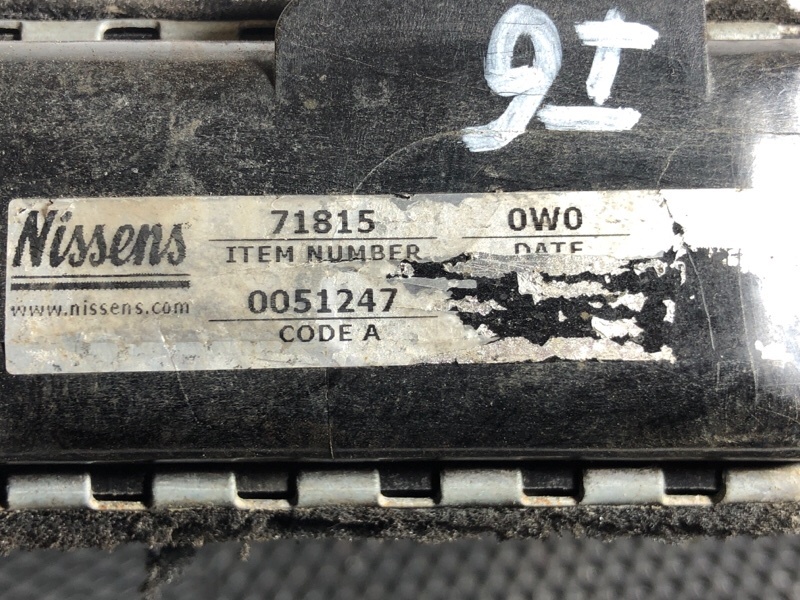 Nissens
www.nissens.com
71815
ITEM NUMBER
0W0
DATE
0051247
CODE A